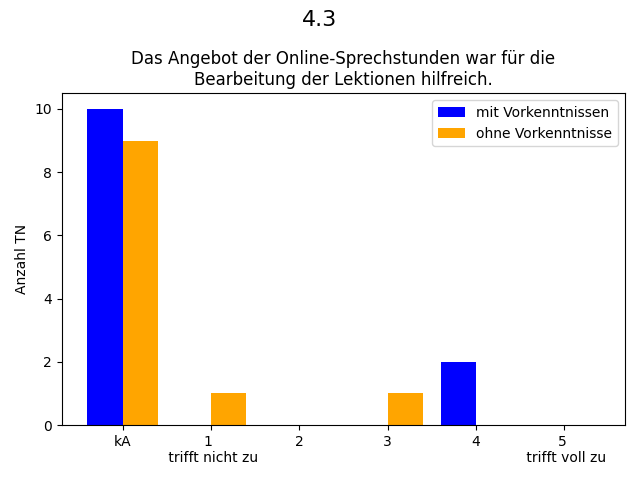 4.3
Das Angebot der Online-Sprechstunden war für die
Bearbeitung der Lektionen hilfreich.
mit Vorkenntnissen
ohne Vorkenntnisse
Anzahl TN
10
8
6
4
2
0
kA 1 2 3 4 5
trifft nicht zu trifft voll zu